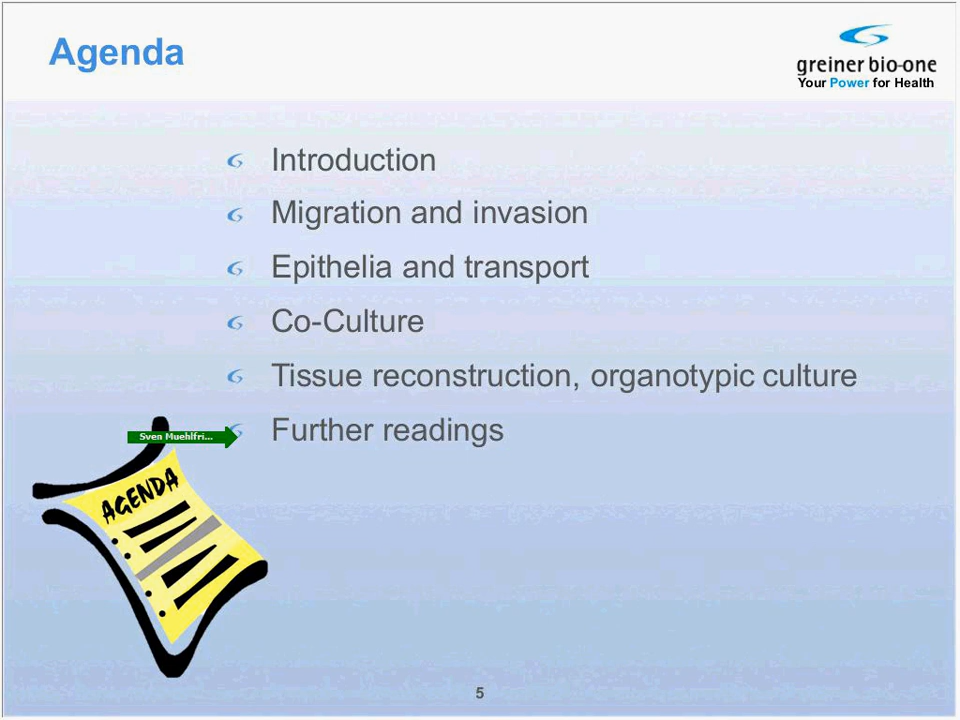 Agenda
greiner bio-one
Your Power for Health
Introduction
Migration and invasion
Epithelia and transport
Co-Culture
Tissue reconstruction, organotypic culture
Further readings
Sven Muehlfri...
AGENDA
5